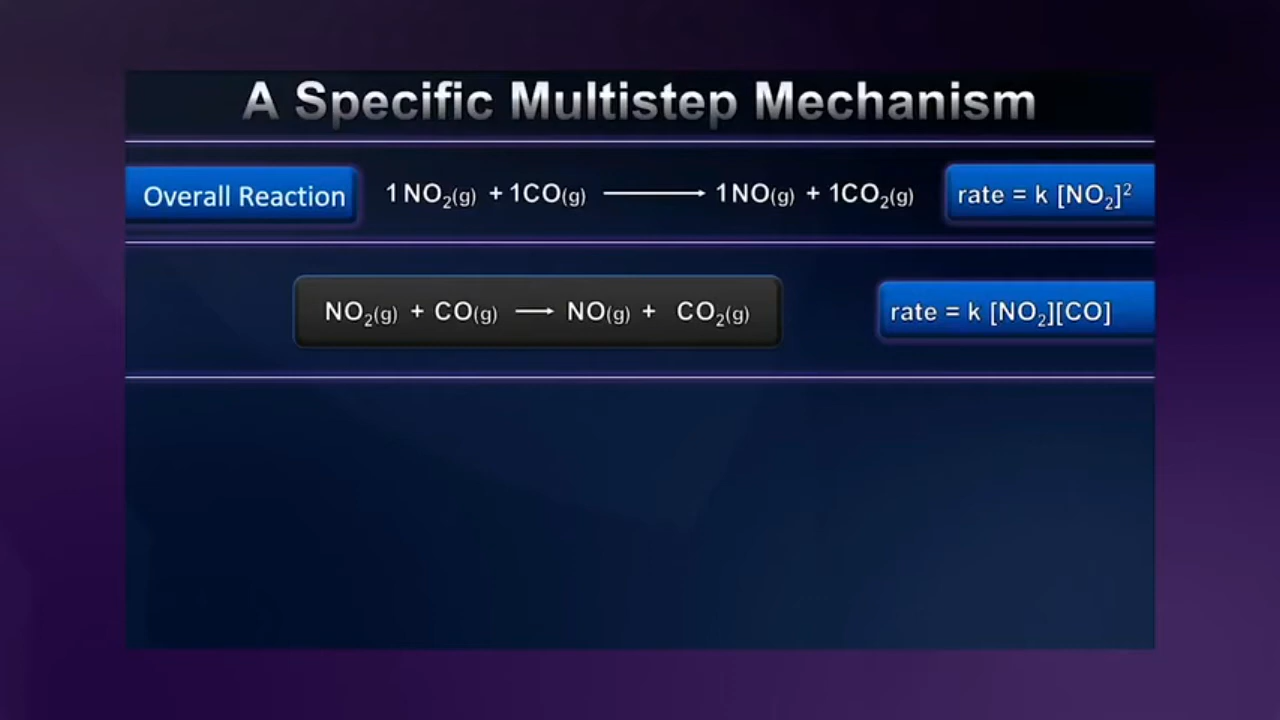 A Specific Multistep Mechanism
Overall Reaction 1 NO₂(g) + 1CO(g) ⟶ 1NO(g) + 1CO₂(g) rate = k [NO₂]²
NO₂(g) + CO(g) ⟶ NO(g) + CO₂(g) rate = k [NO₂][CO]